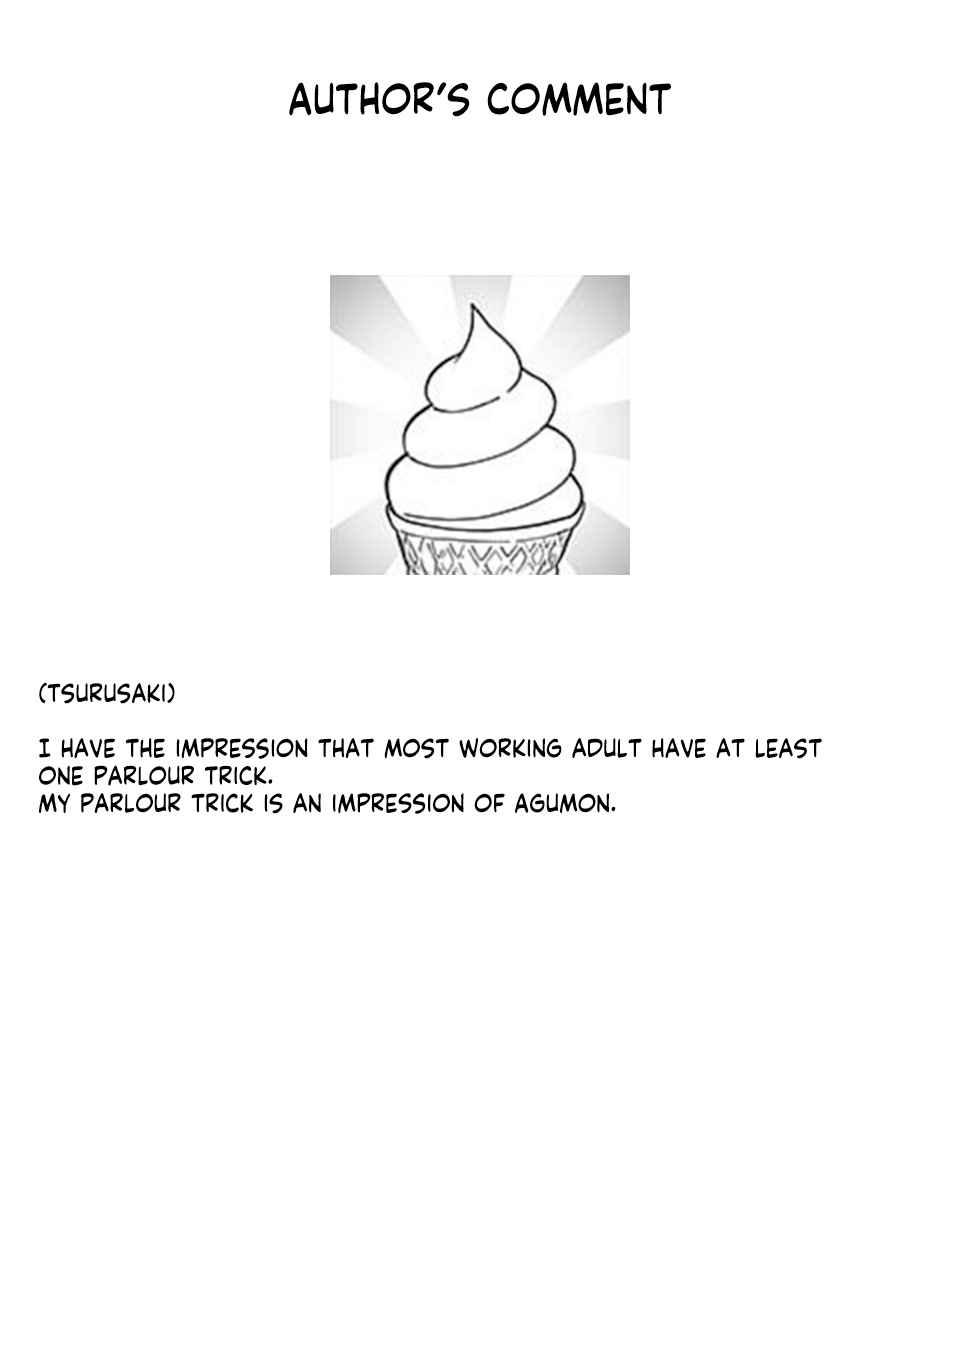 AUTHOR'S COMMENT
(TSURUSAKI)
I HAVE THE IMPRESSION THAT MOST WORKING ADULT HAVE AT LEAST
ONE PARLOUR TRICK.
MY PARLOUR TRICK IS AN IMPRESSION OF AGUMON.